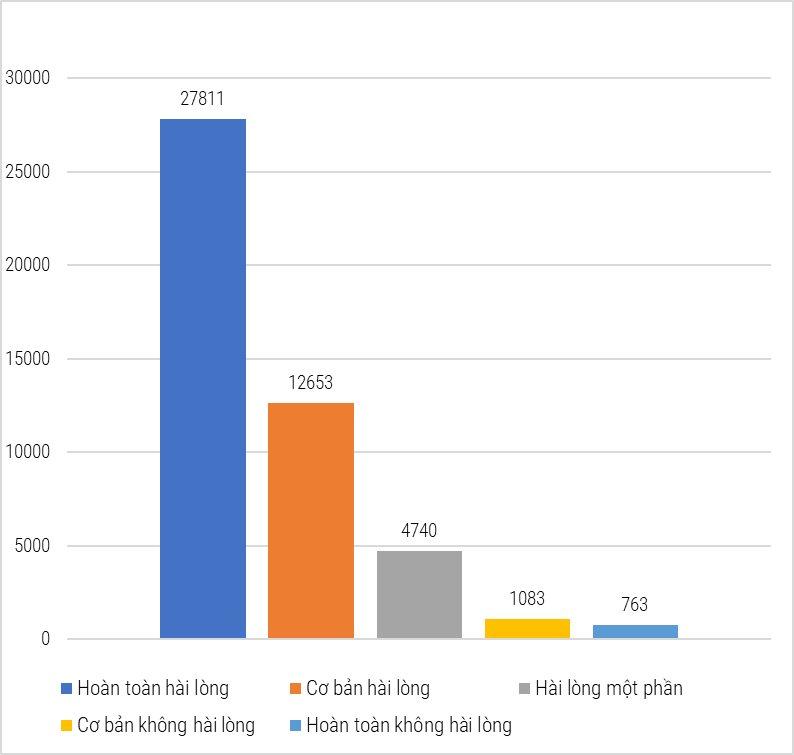 30000
27811
25000
20000
15000
12653
10000
4740
5000
1083
763
0
Hoàn toàn hài lòng
Cơ bản hài lòng
Hài lòng một phần
Cơ bản không hài lòng
Hoàn toàn không hài lòng